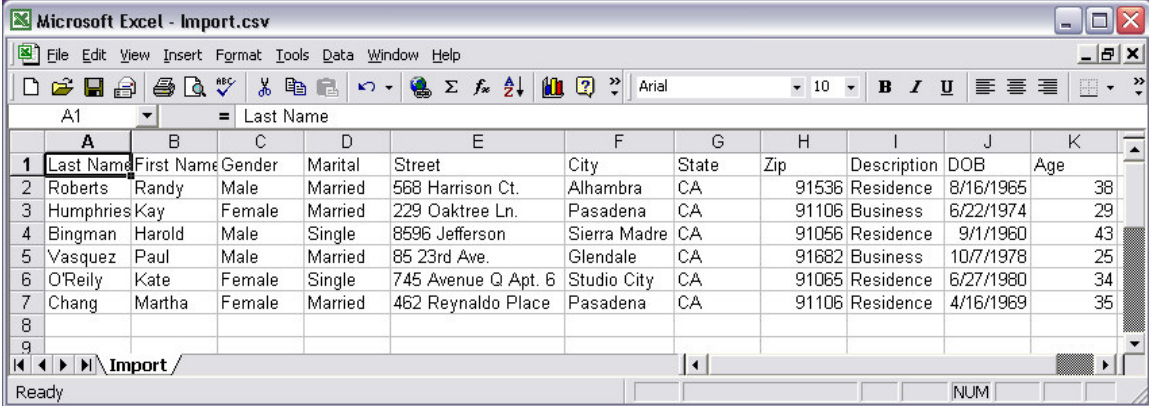 Microsoft Excel - Import.csv
File Edit View Insert Format Tools Data Window Help
ABC Σ fx A Z ? » Arial 10 B I U »
A1 = Last Name
A B C D E F G H I J K
1 Last Name First Name Gender Marital Street City State Zip Description DOB Age
2 Roberts Randy Male Married 568 Harrison Ct. Alhambra CA 91536 Residence 8/16/1965 38
3 Humphries Kay Female Married 229 Oaktree Ln. Pasadena CA 91106 Business 6/22/1974 29
4 Bingman Harold Male Single 8596 Jefferson Sierra Madre CA 91056 Residence 9/1/1960 43
5 Vasquez Paul Male Married 85 23rd Ave. Glendale CA 91682 Business 10/7/1978 25
6 O'Reily Kate Female Single 745 Avenue Q Apt. 6 Studio City CA 91065 Residence 6/27/1980 34
7 Chang Martha Female Married 462 Reynaldo Place Pasadena CA 91106 Residence 4/16/1969 35
8
9
Import
Ready NUM